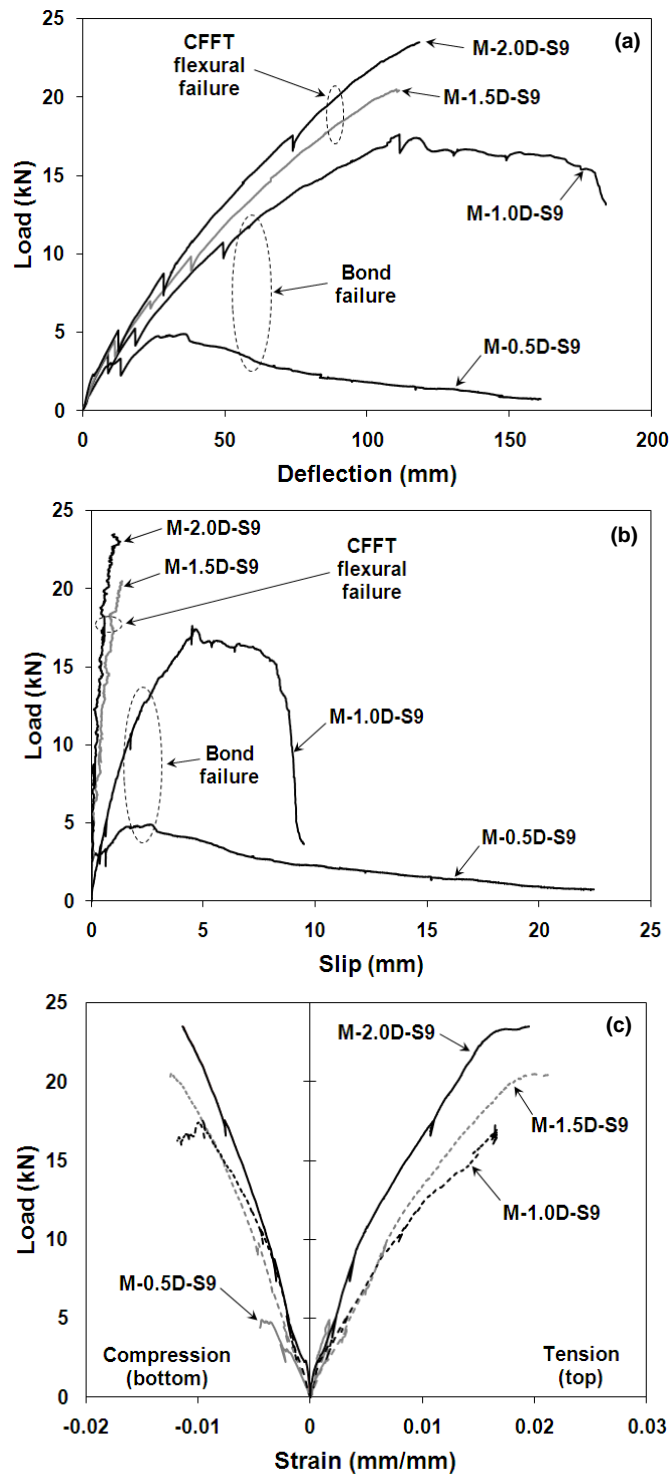 (a)
25
20
15
10
5
0
Load (kN)
CFFT
flexural
failure
M-2.0D-S9
M-1.5D-S9
M-1.0D-S9
Bond
failure
M-0.5D-S9
0 50 100 150 200
Deflection (mm)
(b)
25
20
15
10
5
0
Load (kN)
M-2.0D-S9
M-1.5D-S9
CFFT
flexural
failure
M-1.0D-S9
Bond
failure
M-0.5D-S9
0 5 10 15 20 25
Slip (mm)
(c)
25
20
15
10
5
0
Load (kN)
M-2.0D-S9
M-1.5D-S9
M-1.0D-S9
M-0.5D-S9
Compression
(bottom)
Tension
(top)
-0.02 -0.01 0 0.01 0.02 0.03
Strain (mm/mm)